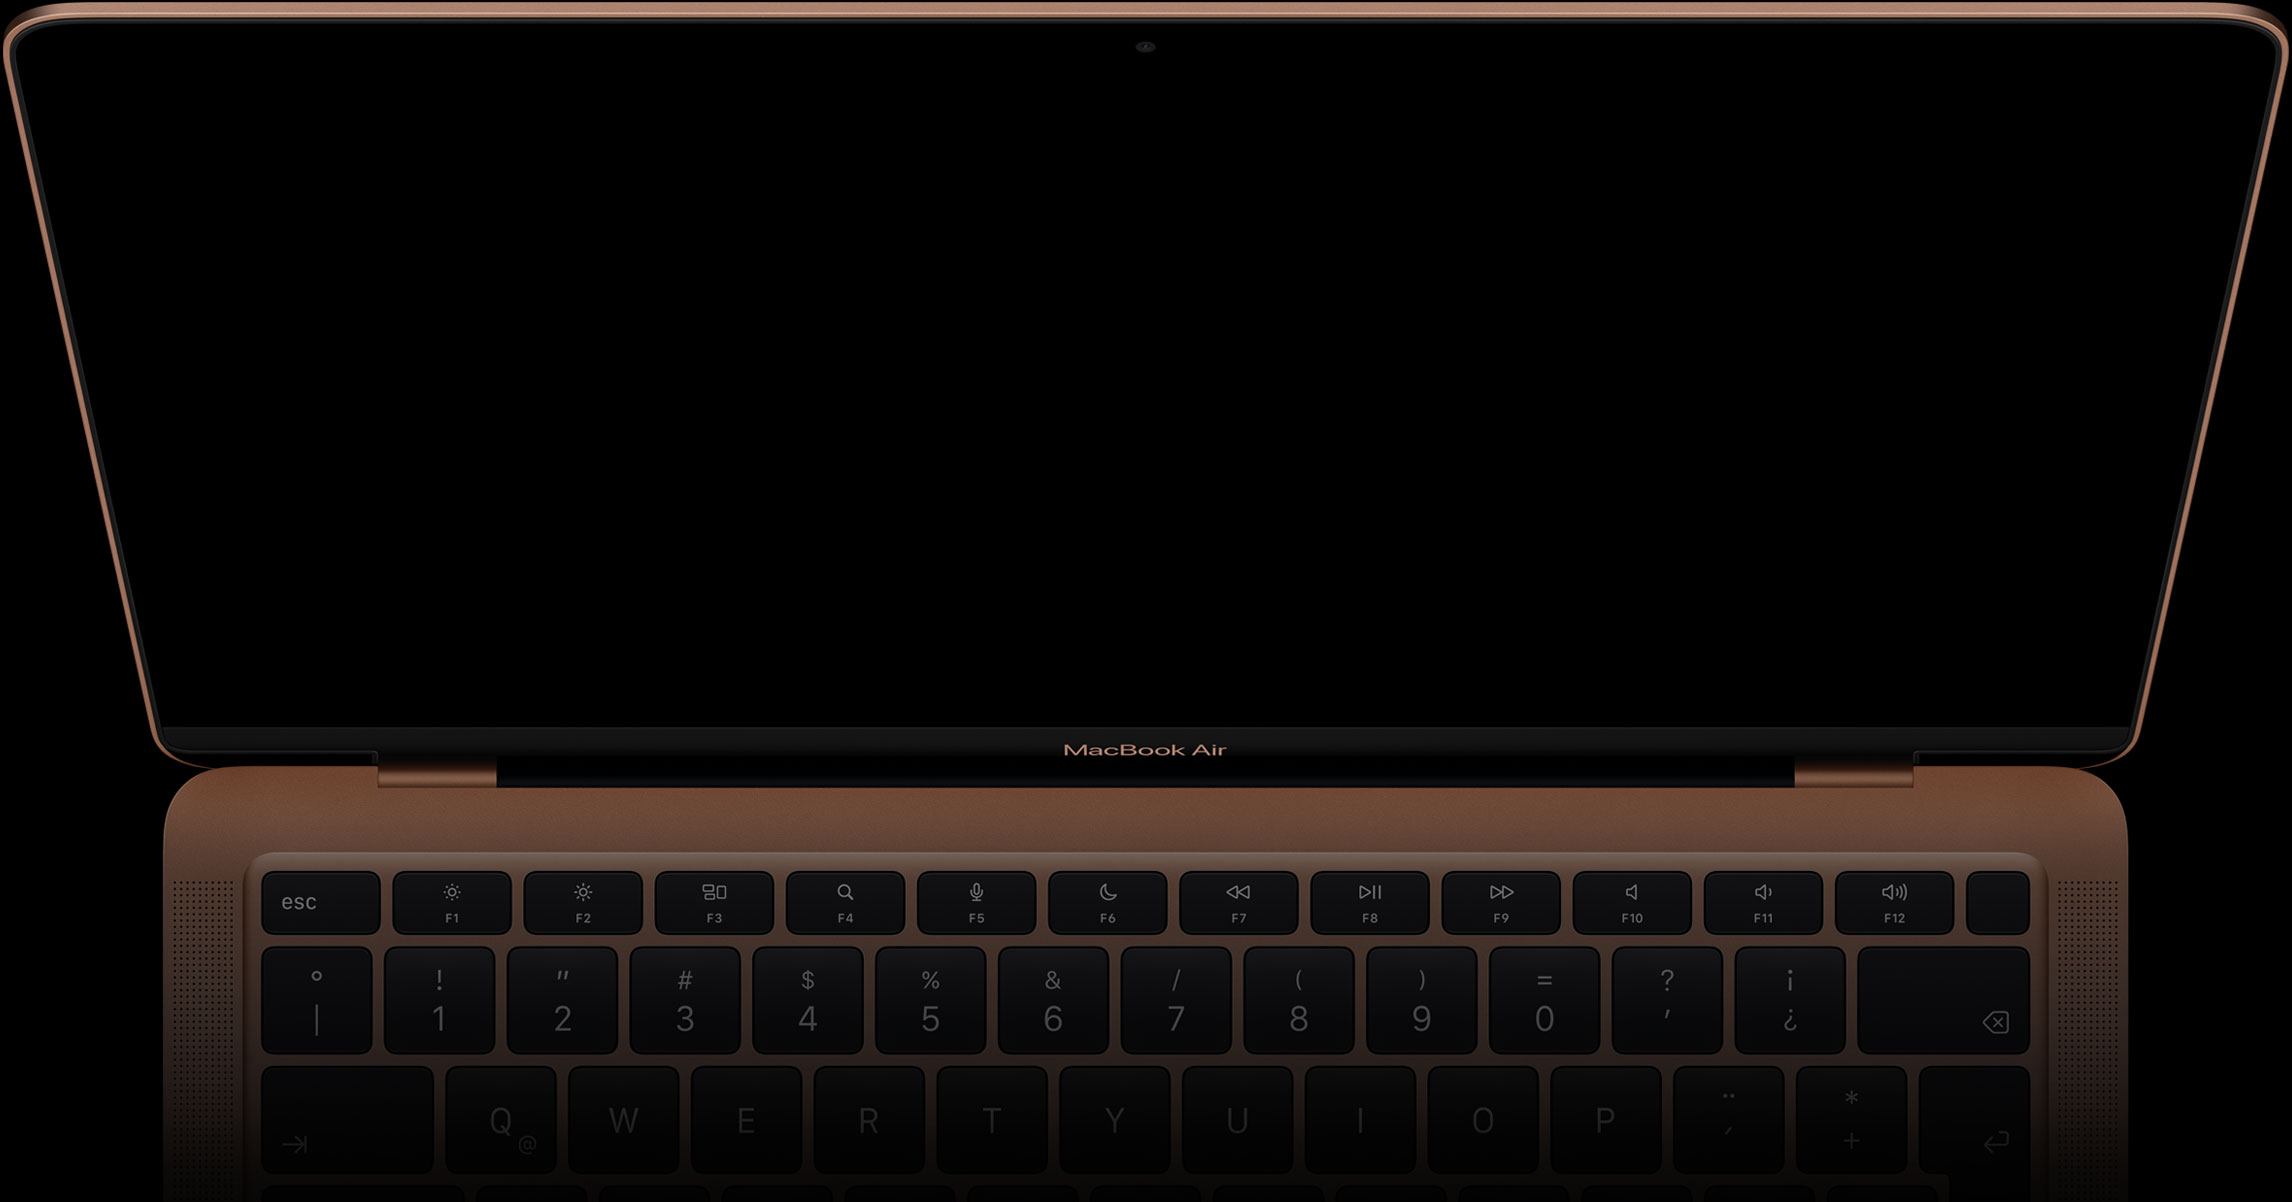 MacBook Air
esc F1 F2 F3 F4 F5 F6 F7 F8 F9 F10 F11 F12
° ! " # $ % & / ( ) = ? ¡
| 1 2 3 4 5 6 7 8 9 0 ' ¿
Q @ W E R T Y U I O P ¨ ´ * +